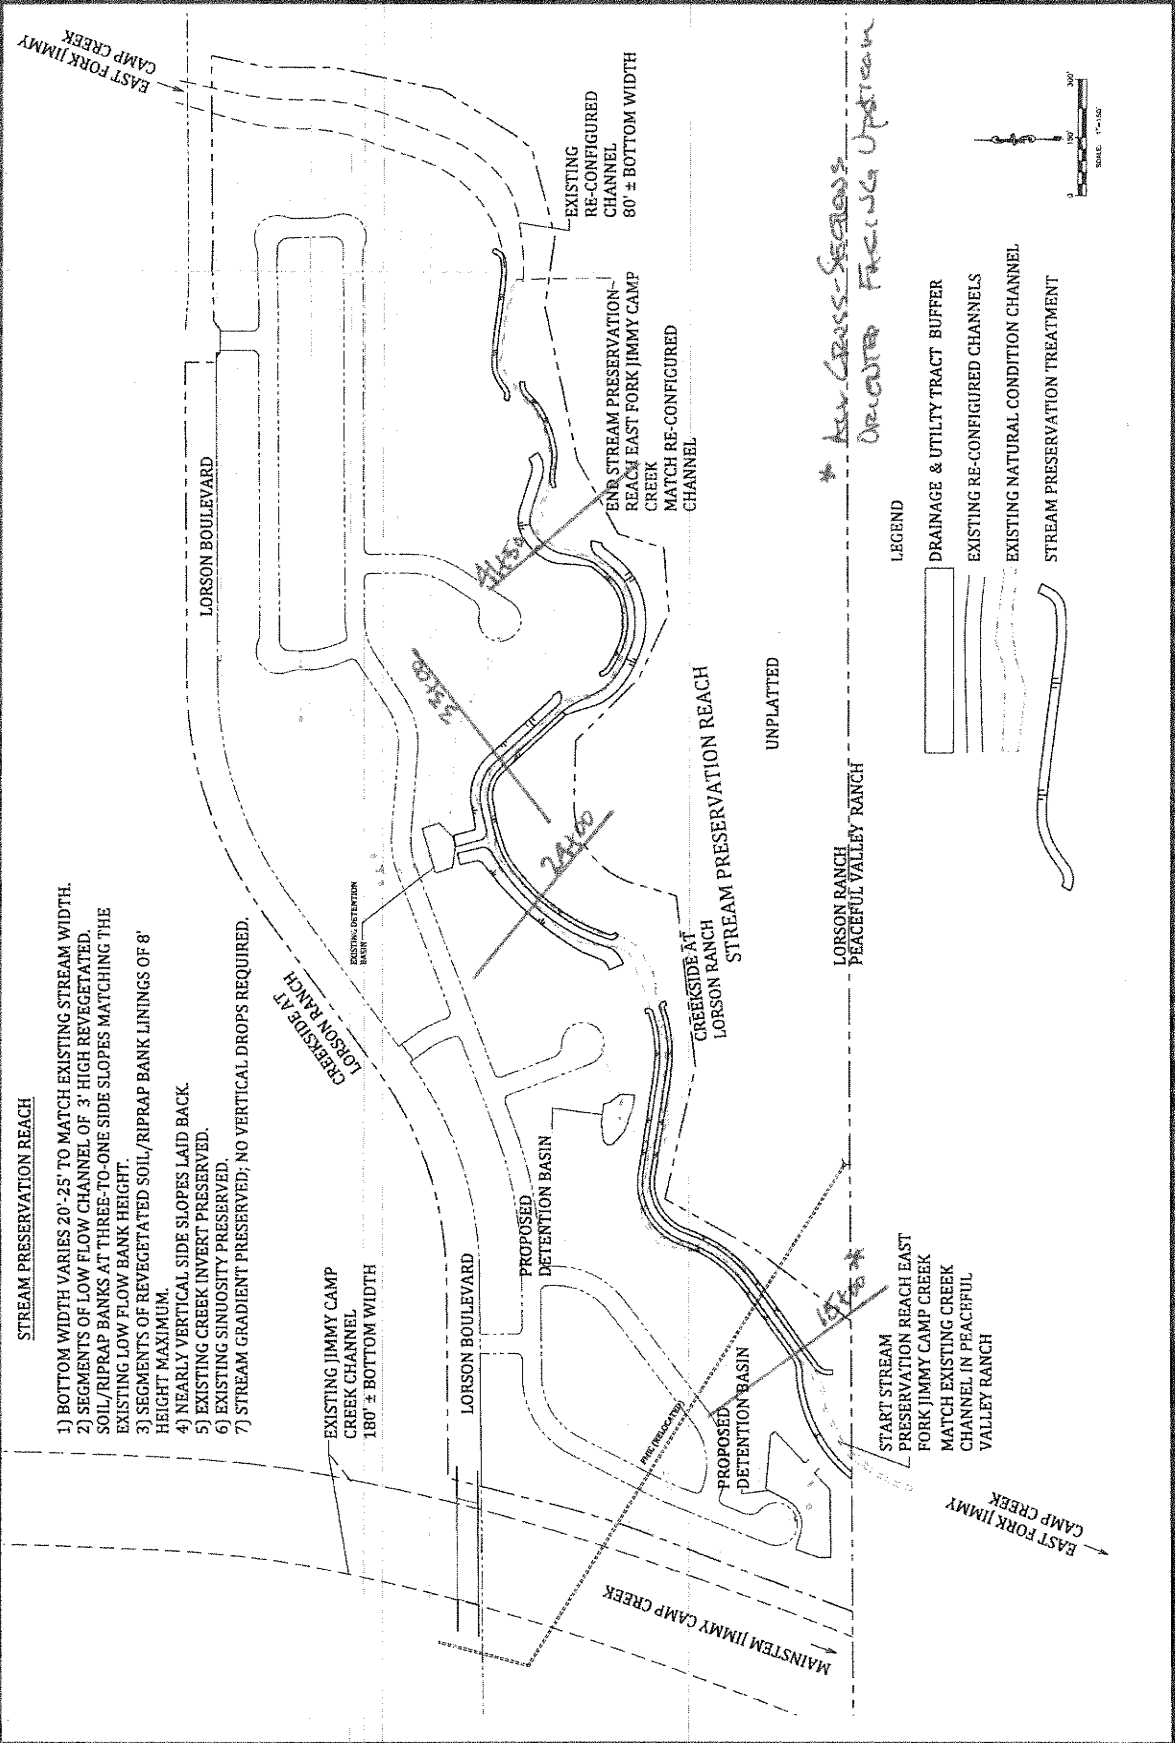 STREAM PRESERVATION REACH
1) BOTTOM WIDTH VARIES 20'-25' TO MATCH EXISTING STREAM WIDTH.
2) SEGMENTS OF LOW FLOW CHANNEL OF 3' HIGH REVEGETATED.
SOIL/RIPRAP BANKS AT THREE-TO-ONE SIDE SLOPES MATCHING THE
EXISTING LOW FLOW BANK HEIGHT.
3) SEGMENTS OF REVEGETATED SOIL/RIPRAP BANK LININGS OF 8'
HEIGHT MAXIMUM.
4) NEARLY VERTICAL SIDE SLOPES LAID BACK.
5) EXISTING CREEK INVERT PRESERVED.
6) EXISTING SINUOSITY PRESERVED.
7) STREAM GRADIENT PRESERVED; NO VERTICAL DROPS REQUIRED.
EAST FORK JIMMY
CAMP CREEK
LORSON BOULEVARD
EXISTING
RE-CONFIGURED
CHANNEL
80' ± BOTTOM WIDTH
END STREAM PRESERVATION
REACH EAST FORK JIMMY CAMP
CREEK
MATCH RE-CONFIGURED
CHANNEL
CREEKSIDE AT
LORSON RANCH
EXISTING DETENTION
BASIN
EXISTING JIMMY CAMP
CREEK CHANNEL
180' ± BOTTOM WIDTH
LORSON BOULEVARD
PROPOSED
DETENTION BASIN
33+00
24+00
15+00 *
CREEKSIDE AT
LORSON RANCH
STREAM PRESERVATION REACH
UNPLATTED
PROPOSED
DETENTION BASIN
FMIC (RELOCATED)
MAINSTEM JIMMY CAMP CREEK
LORSON RANCH
PEACEFUL VALLEY RANCH
START STREAM
PRESERVATION REACH EAST
FORK JIMMY CAMP CREEK
MATCH EXISTING CREEK
CHANNEL IN PEACEFUL
VALLEY RANCH
EAST FORK JIMMY
CAMP CREEK
* ALL CROSS-SECTIONS
ORIENTED FACING Upstream
LEGEND
DRAINAGE & UTILTY TRACT BUFFER
EXISTING RE-CONFIGURED CHANNELS
EXISTING NATURAL CONDITION CHANNEL
STREAM PRESERVATION TREATMENT
0 150' 300'
SCALE: 1"=150'